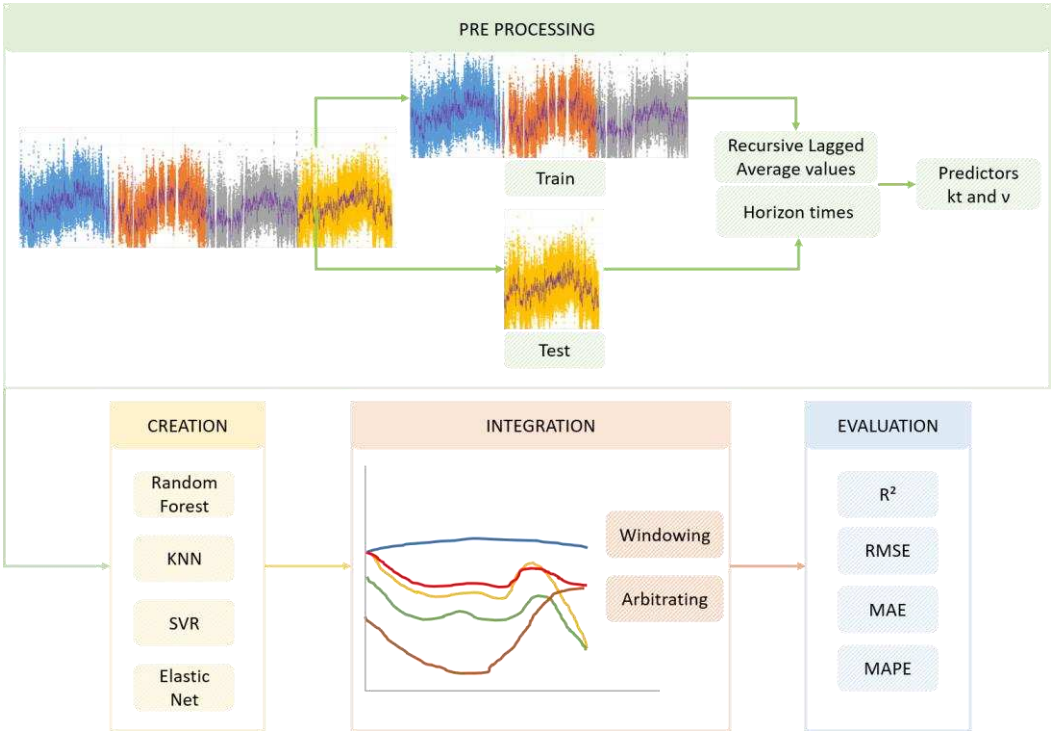 PRE PROCESSING
Train
Recursive Lagged
Average values
Horizon times
Predictors
kt and ν
Test
CREATION
Random
Forest
KNN
SVR
Elastic
Net
INTEGRATION
Windowing
Arbitrating
EVALUATION
R²
RMSE
MAE
MAPE